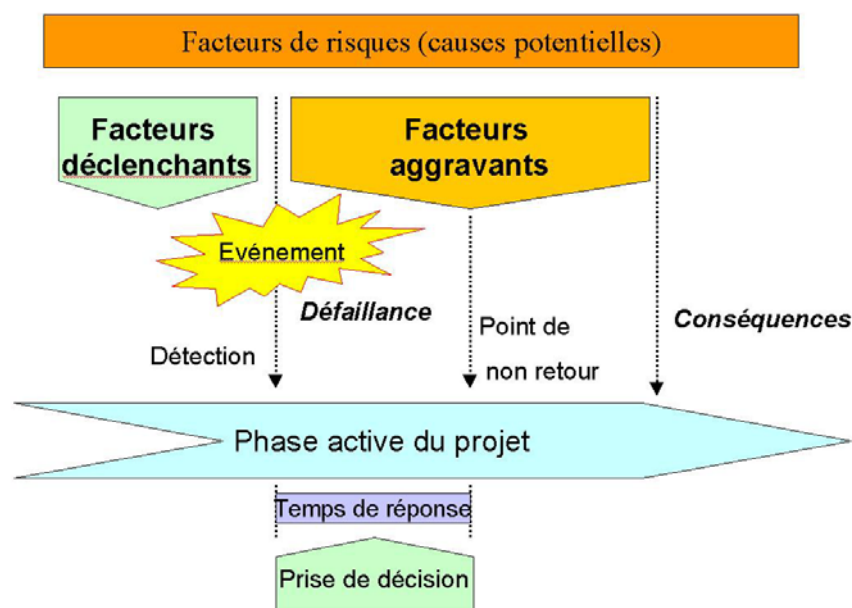 Facteurs de risques (causes potentielles)
Facteurs
déclenchants
Facteurs
aggravants
Evénement
Défaillance
Détection
Point de
non retour
Conséquences
Phase active du projet
Temps de réponse
Prise de décision